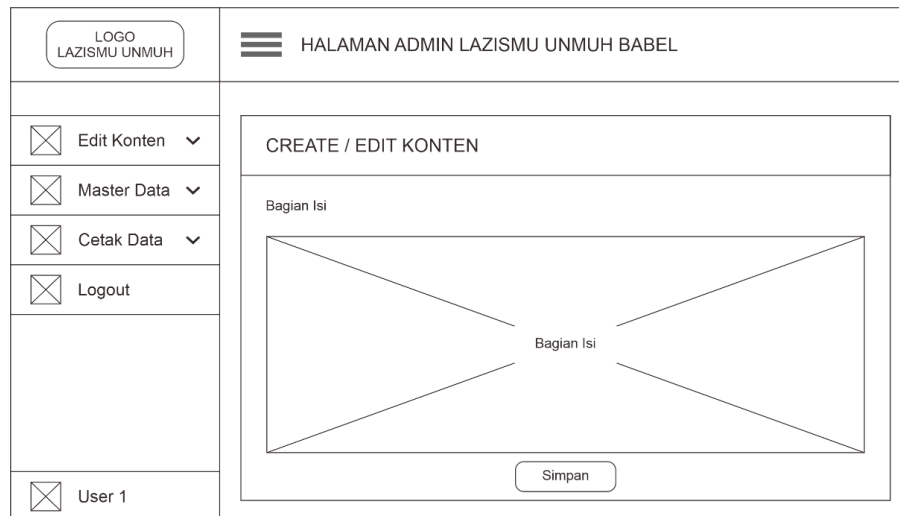 LOGO
LAZISMU UNMUH
HALAMAN ADMIN LAZISMU UNMUH BABEL
Edit Konten
Master Data
Cetak Data
Logout
User 1
CREATE / EDIT KONTEN
Bagian Isi
Bagian Isi
Simpan